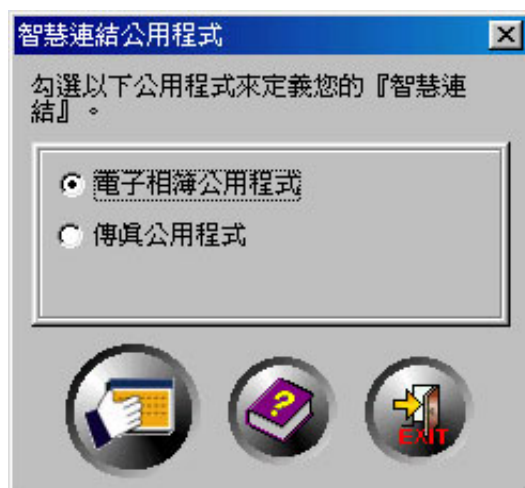 智慧連結公用程式
勾選以下公用程式來定義您的『智慧連
結』。
電子相簿公用程式
傳真公用程式
EXIT